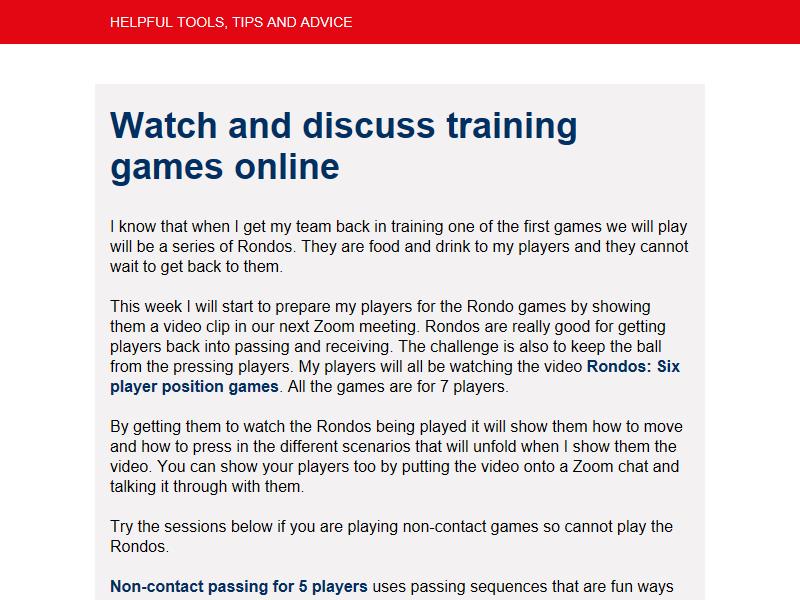 HELPFUL TOOLS, TIPS AND ADVICE
Watch and discuss training
games online
I know that when I get my team back in training one of the first games we will play
will be a series of Rondos. They are food and drink to my players and they cannot
wait to get back to them.
This week I will start to prepare my players for the Rondo games by showing
them a video clip in our next Zoom meeting. Rondos are really good for getting
players back into passing and receiving. The challenge is also to keep the ball
from the pressing players. My players will all be watching the video Rondos: Six
player position games. All the games are for 7 players.
By getting them to watch the Rondos being played it will show them how to move
and how to press in the different scenarios that will unfold when I show them the
video. You can show your players too by putting the video onto a Zoom chat and
talking it through with them.
Try the sessions below if you are playing non-contact games so cannot play the
Rondos.
Non-contact passing for 5 players uses passing sequences that are fun ways